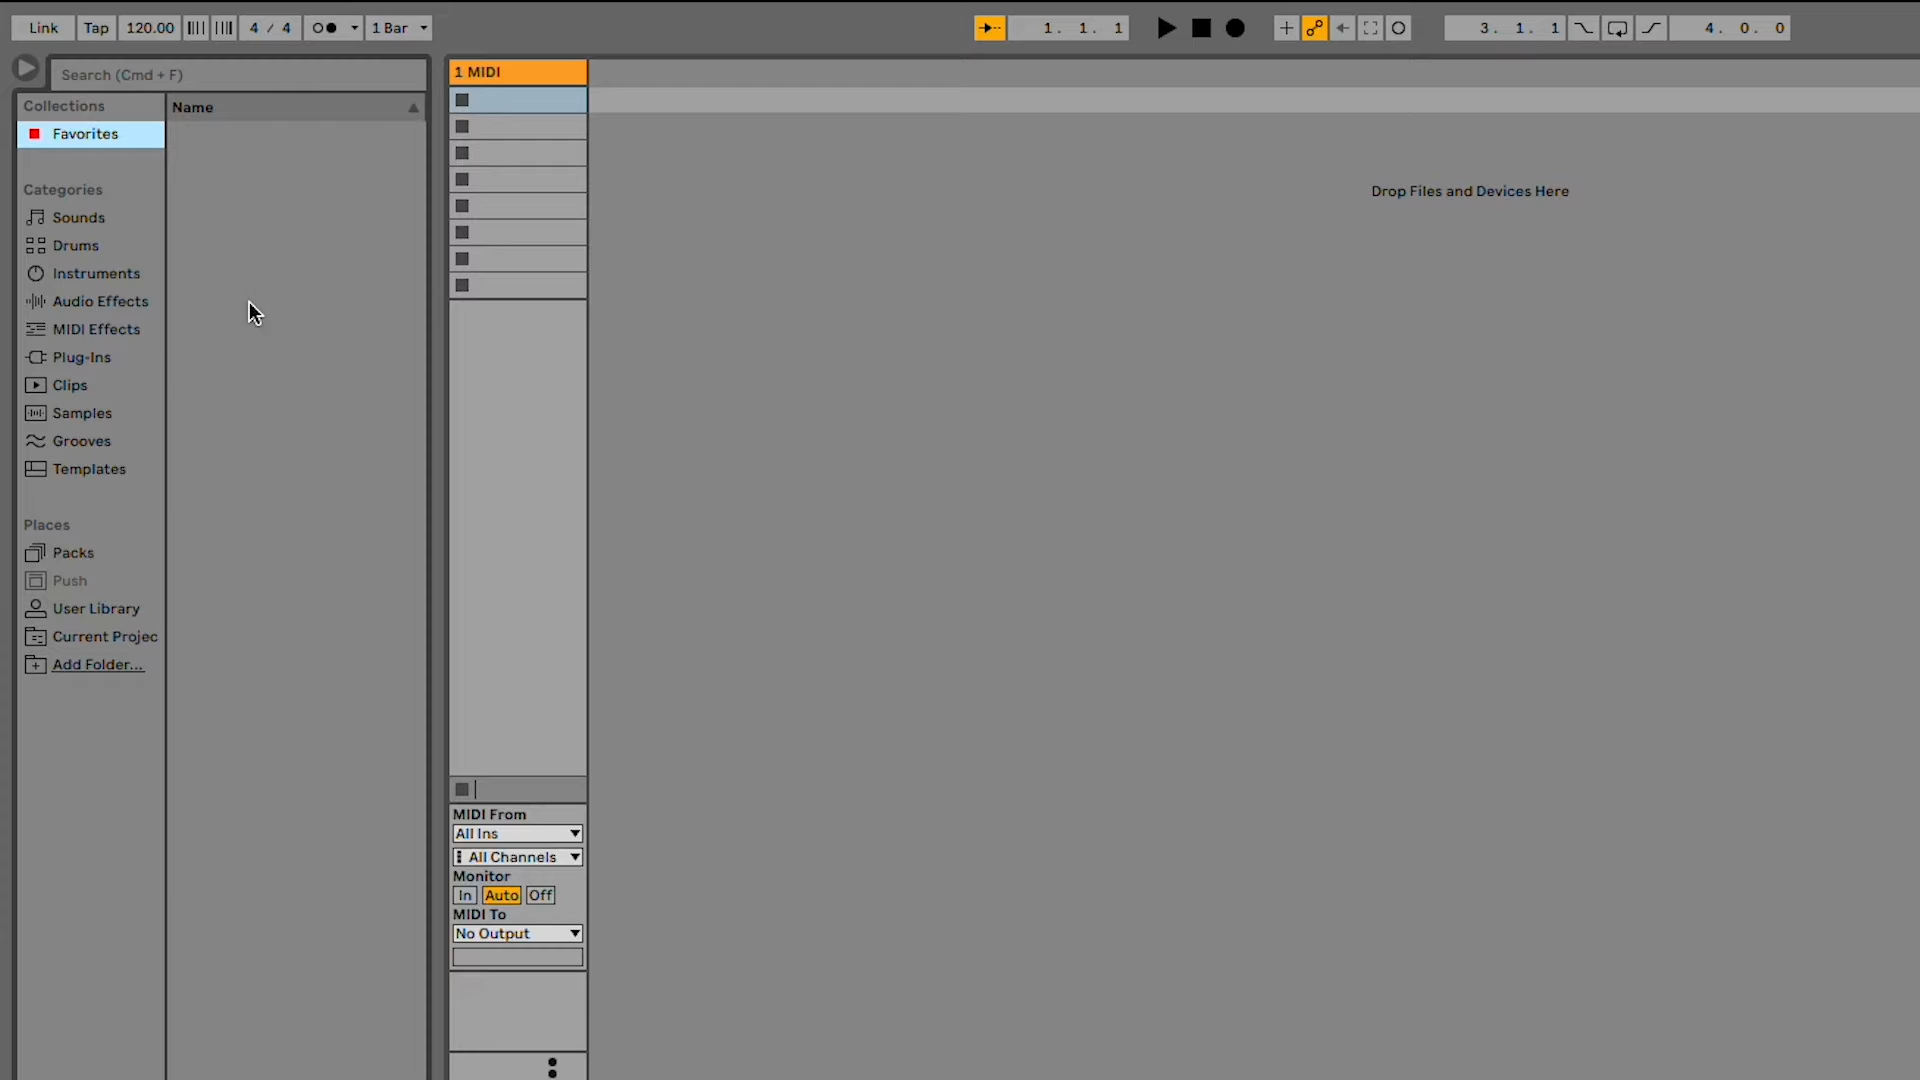 Link Tap 120.00 4 / 4 1 Bar 1. 1. 1 3. 1. 1 4. 0. 0
Search (Cmd + F)
Collections
Favorites
Categories
Sounds
Drums
Instruments
Audio Effects
MIDI Effects
Plug-Ins
Clips
Samples
Grooves
Templates
Places
Packs
Push
User Library
Current Projec
Add Folder...
Name
1 MIDI
Drop Files and Devices Here
MIDI From
All Ins
All Channels
Monitor
In Auto Off
MIDI To
No Output